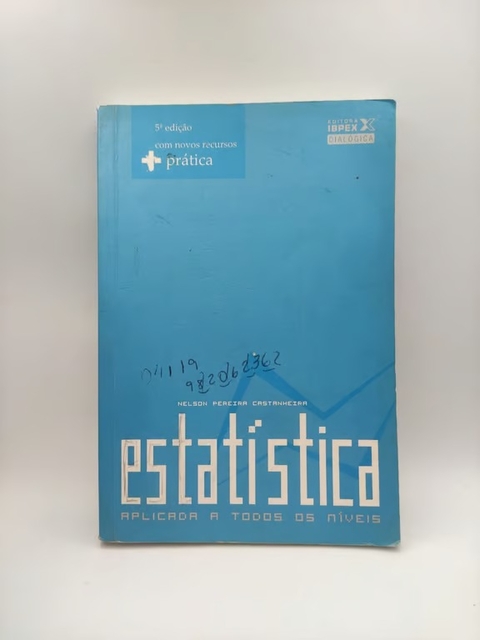 5ª edição
com novos recursos
+ prática
EDITORA
IBPEX
DIALÓGICA
NELSON PEREIRA CASTANHEIRA
estatística
APLICADA A TODOS OS NÍVEIS